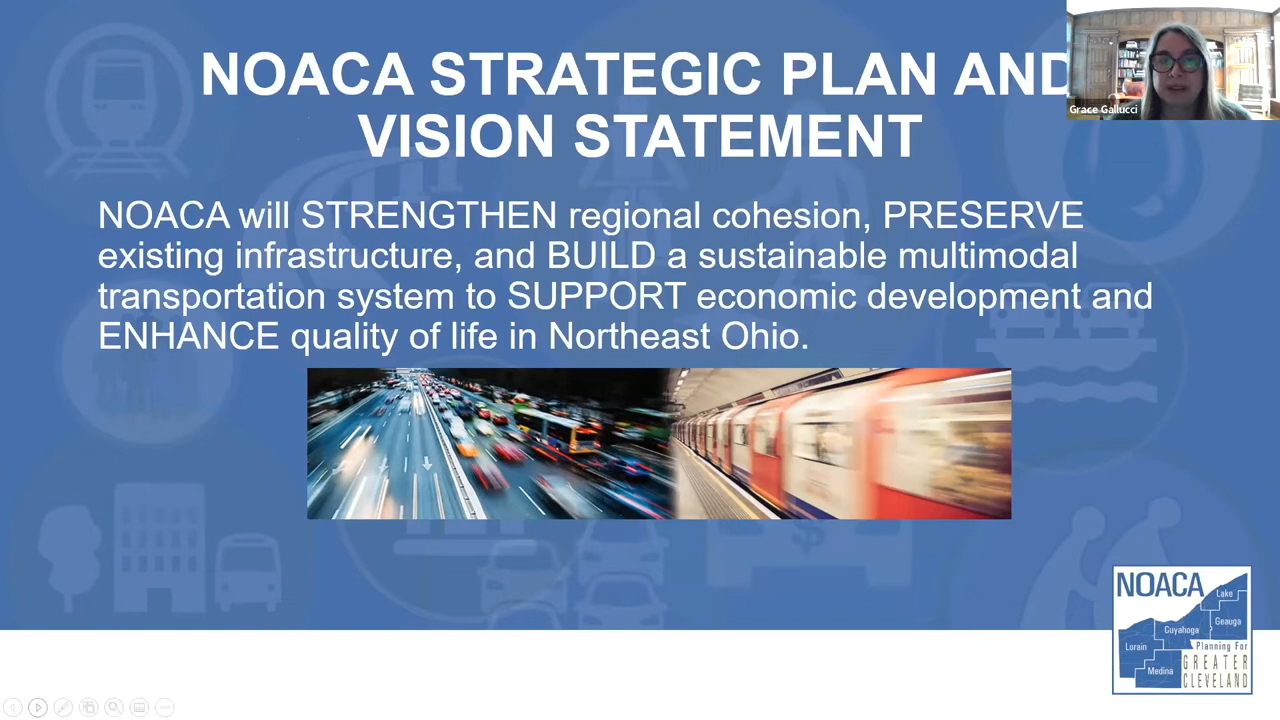 NOACA STRATEGIC PLAN AND
VISION STATEMENT
Grace Gallucci
NOACA will STRENGTHEN regional cohesion, PRESERVE
existing infrastructure, and BUILD a sustainable multimodal
transportation system to SUPPORT economic development and
ENHANCE quality of life in Northeast Ohio.
NOACA
Lake
Geauga
Cuyahoga
Lorain
Medina
Planning For
GREATER
CLEVELAND